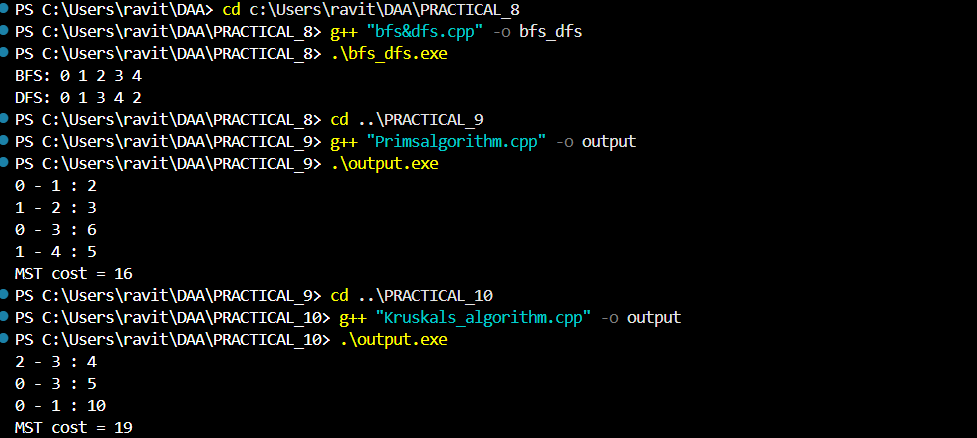 PS C:\Users\ravit\DAA> cd c:\Users\ravit\DAA\PRACTICAL_8
PS C:\Users\ravit\DAA\PRACTICAL_8> g++ "bfs&dfs.cpp" -o bfs_dfs
PS C:\Users\ravit\DAA\PRACTICAL_8> .\bfs_dfs.exe
BFS: 0 1 2 3 4
DFS: 0 1 3 4 2
PS C:\Users\ravit\DAA\PRACTICAL_8> cd ..\PRACTICAL_9
PS C:\Users\ravit\DAA\PRACTICAL_9> g++ "Primsalgorithm.cpp" -o output
PS C:\Users\ravit\DAA\PRACTICAL_9> .\output.exe
0 - 1 : 2
1 - 2 : 3
0 - 3 : 6
1 - 4 : 5
MST cost = 16
PS C:\Users\ravit\DAA\PRACTICAL_9> cd ..\PRACTICAL_10
PS C:\Users\ravit\DAA\PRACTICAL_10> g++ "Kruskals_algorithm.cpp" -o output
PS C:\Users\ravit\DAA\PRACTICAL_10> .\output.exe
2 - 3 : 4
0 - 3 : 5
0 - 1 : 10
MST cost = 19